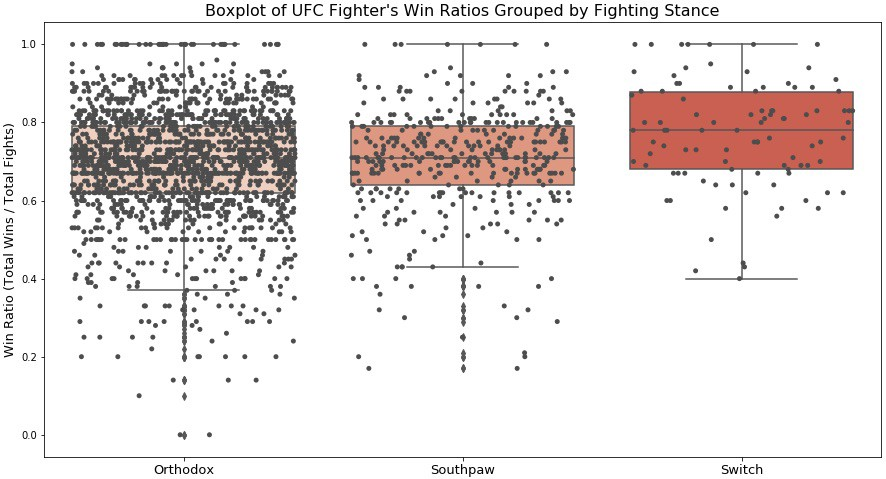 Boxplot of UFC Fighter's Win Ratios Grouped by Fighting Stance
Win Ratio (Total Wins / Total Fights)
1.0
0.8
0.6
0.4
0.2
0.0
Orthodox
Southpaw
Switch